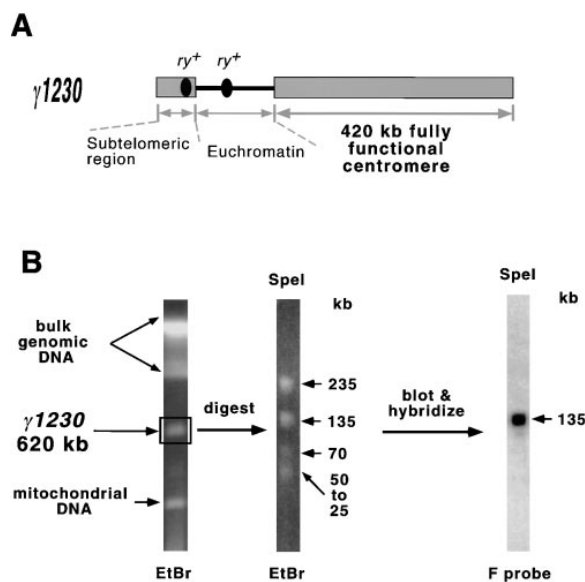 A
γ1230
ry+ ry+
Subtelomeric
region
Euchromatin
420 kb fully
functional
centromere
B
bulk
genomic
DNA
γ1230
620 kb
mitochondrial
DNA
EtBr
digest
SpeI
kb
235
135
70
50
to
25
EtBr
blot &
hybridize
SpeI
kb
135
F probe